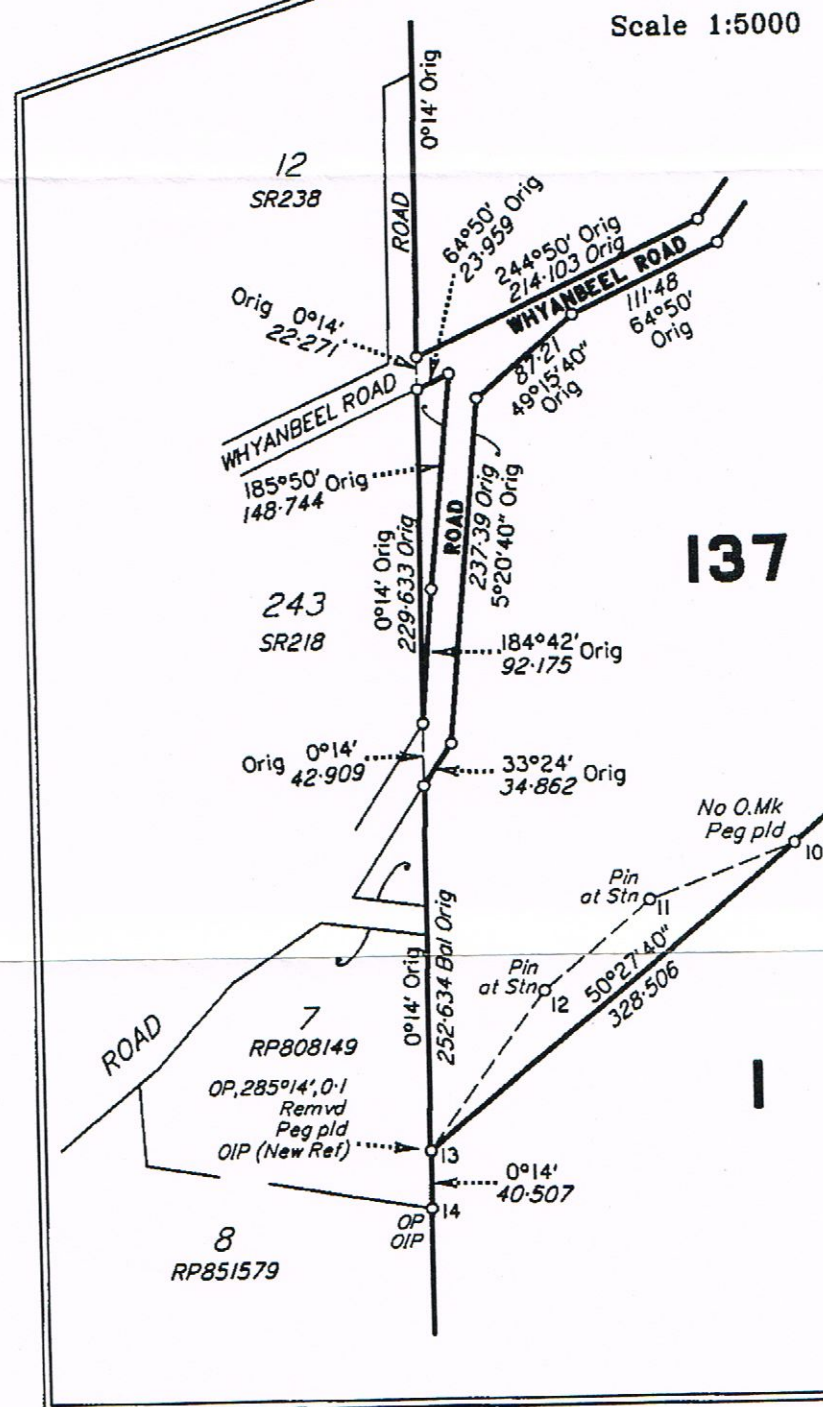 Scale 1:5000
0°14' Orig
12
SR238
ROAD
64°50' Orig
23·959
244°50' Orig
214·103 Orig
WHYANBEEL ROAD
111·48
64°50'
Orig
Orig 0°14'
22·271
87·21
49°15'40"
Orig
WHYANBEEL ROAD
185°50' Orig
148·744
ROAD
237·39 Orig
5°20'40" Orig
137
0°14' Orig
229·633 Orig
243
SR218
184°42' Orig
92·175
Orig 0°14'
42·909
33°24' Orig
34·862
No O.Mk
Peg pld
10
Pin
at Stn
11
Pin
at Stn
12
50°27'40"
328·506
0°14' Orig
252·634 Bal Orig
7
RP808149
ROAD
1
OP,285°14',0·1
Remvd
Peg pld
OIP (New Ref)
13
0°14'
40·507
14
OP
OIP
8
RP851579